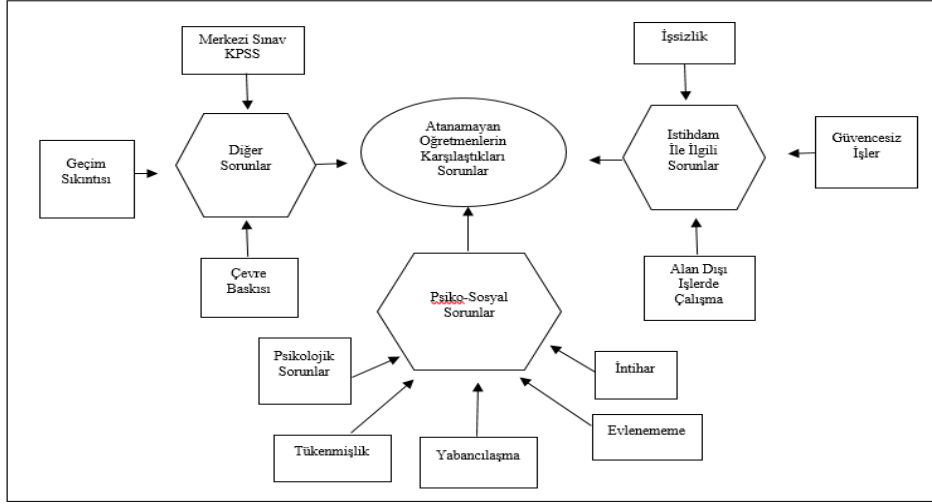 Merkezi Sınav
KPSS
İşsizlik
Atanamayan
Öğretmenlerin
Karşılaştıkları
Sorunlar
Diğer
Sorunlar
Geçim
Sıkıntısı
Istihdam
İle İlgili
Sorunlar
Güvencesiz
İşler
Çevre
Baskısı
Alan Dışı
Işlerde
Çalışma
Psiko-Sosyal
Sorunlar
Psikolojik
Sorunlar
İntihar
Tükenmişlik
Yabancılaşma
Evlenememe